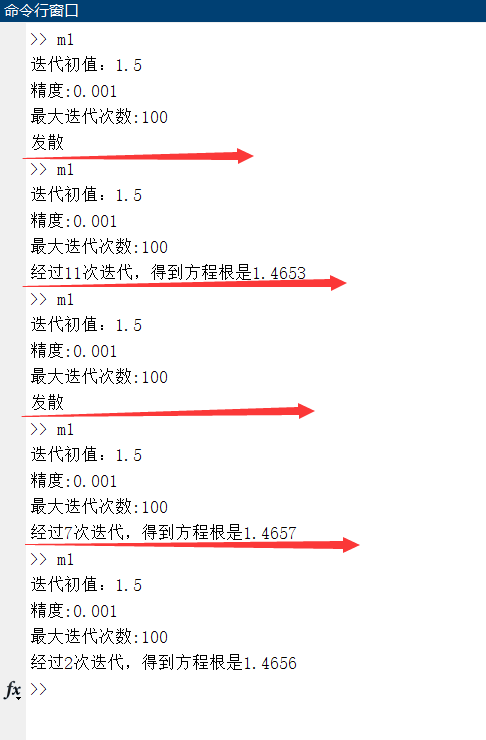 命令行窗口
>> m1
迭代初值：1.5
精度:0.001
最大迭代次数:100
发散
>> m1
迭代初值：1.5
精度:0.001
最大迭代次数:100
经过11次迭代，得到方程根是1.4653
>> m1
迭代初值：1.5
精度:0.001
最大迭代次数:100
发散
>> m1
迭代初值：1.5
精度:0.001
最大迭代次数:100
经过7次迭代，得到方程根是1.4657
>> m1
迭代初值：1.5
精度:0.001
最大迭代次数:100
经过2次迭代，得到方程根是1.4656
fx >>